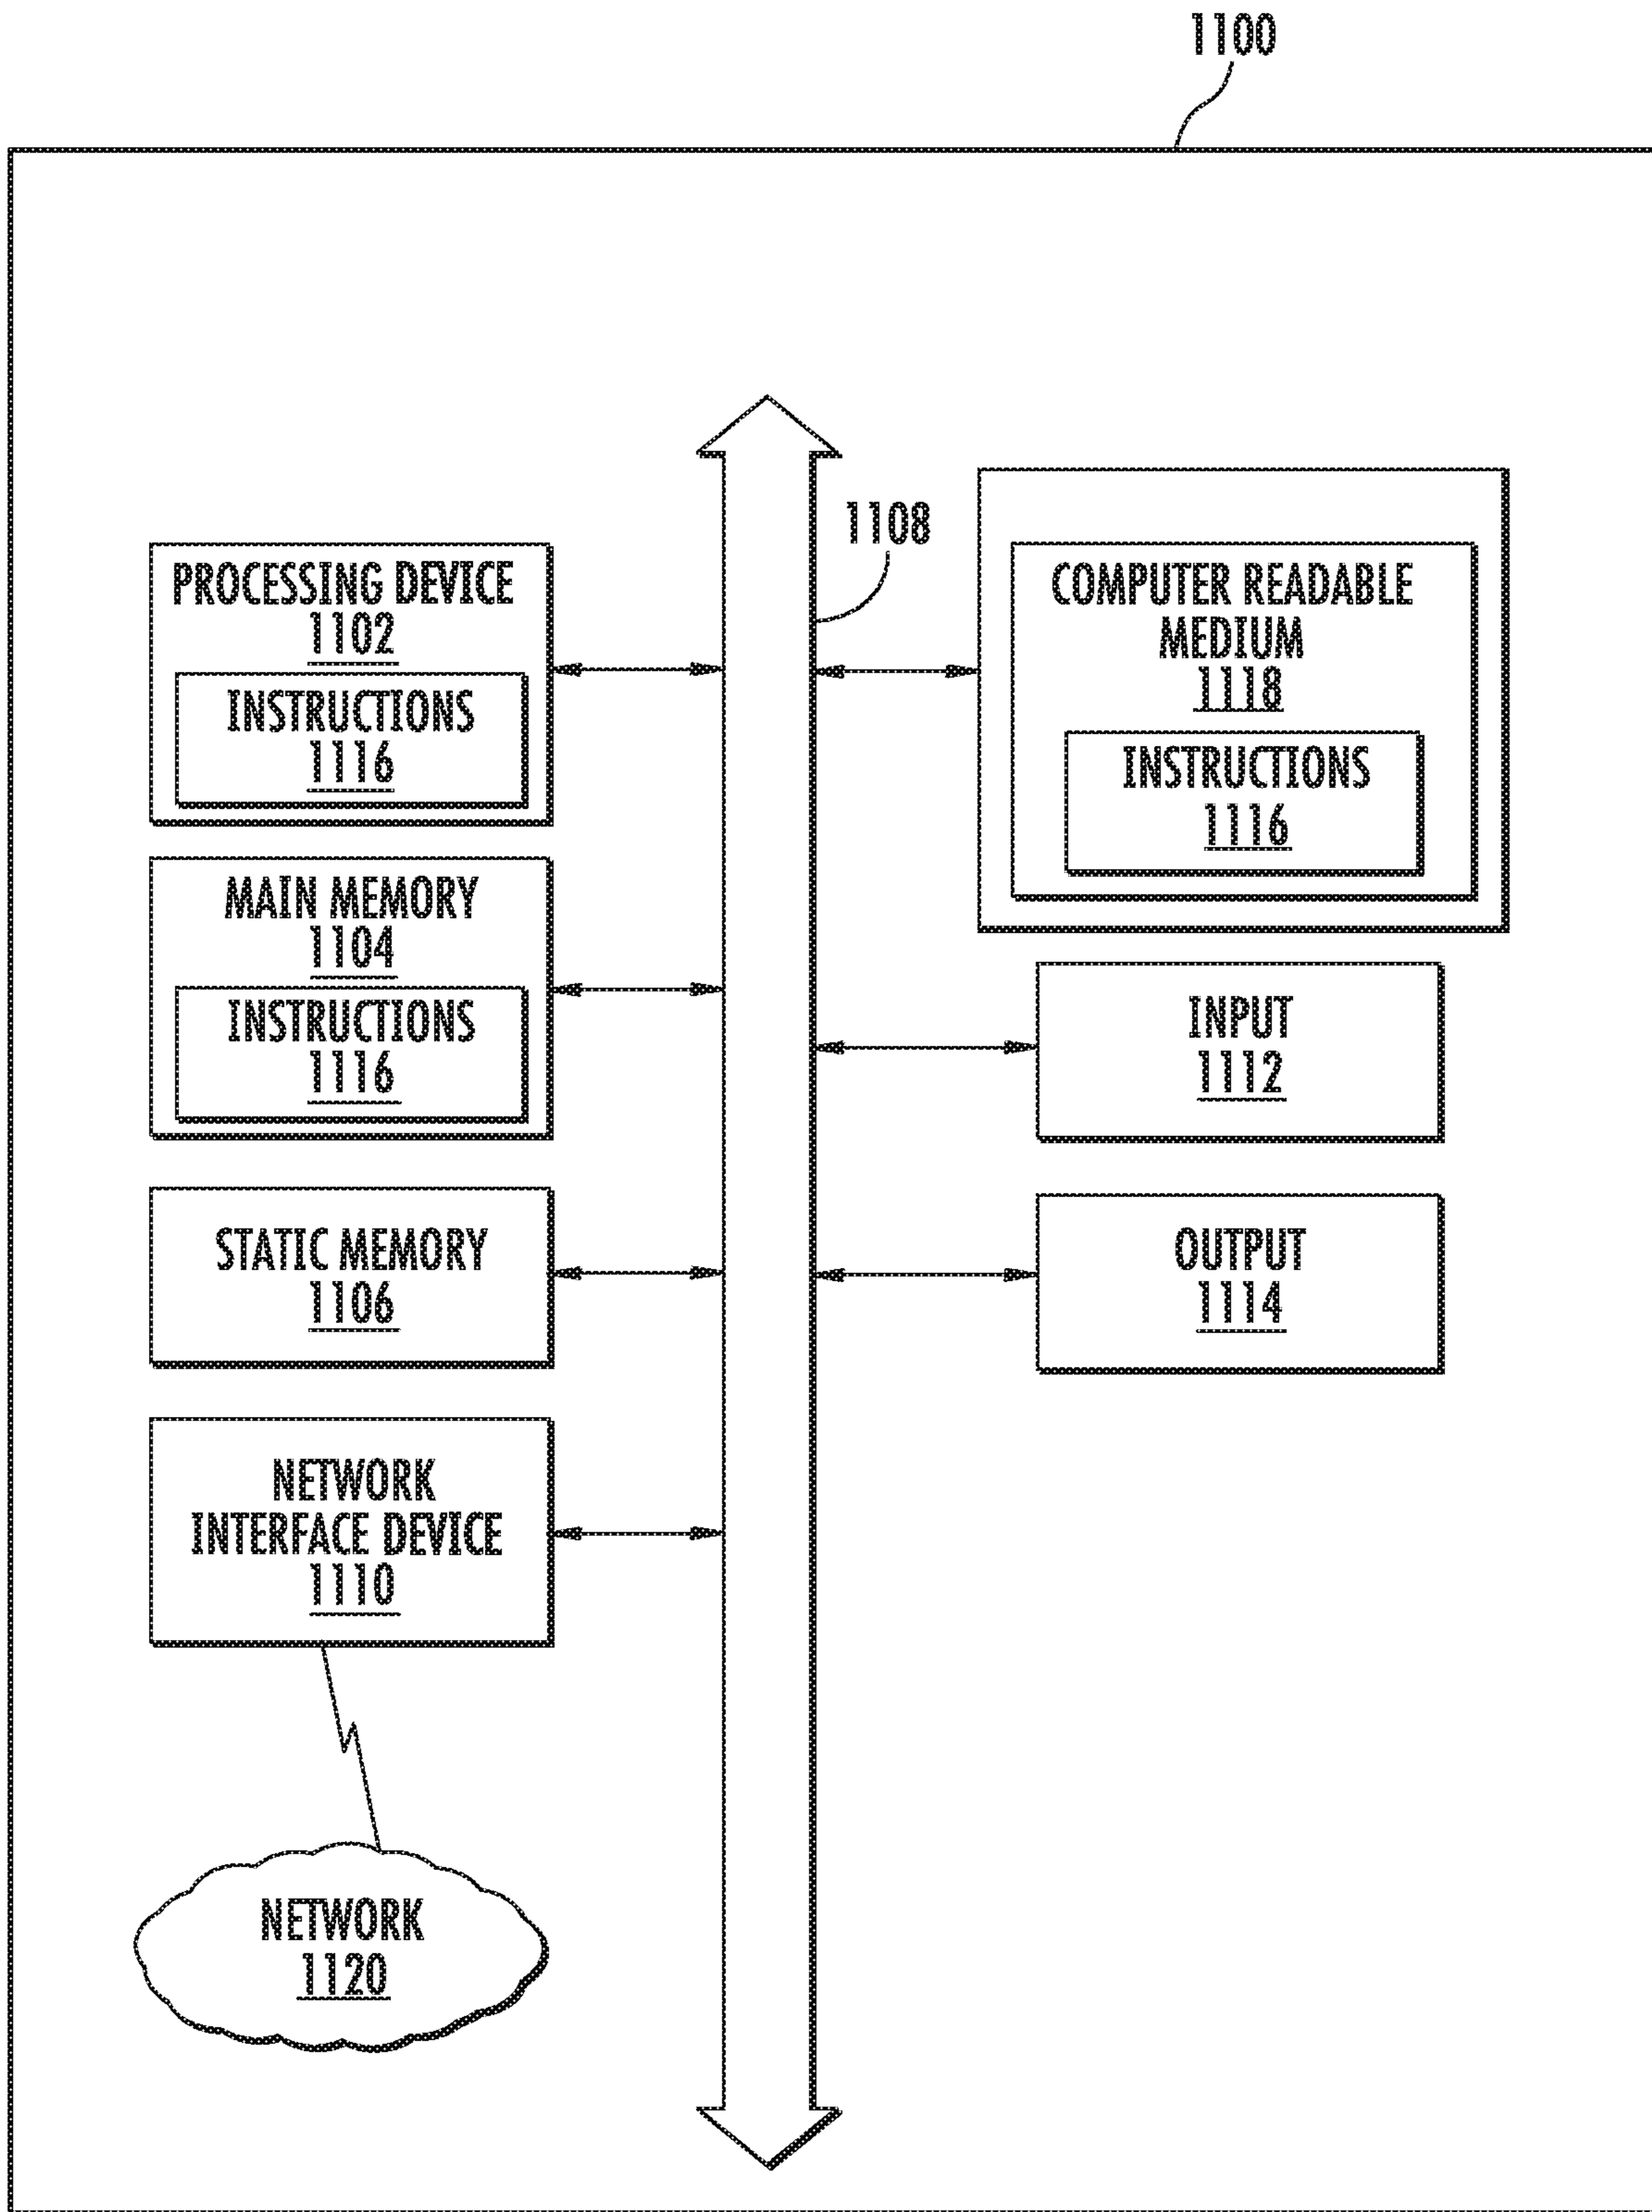 1100
1108
PROCESSING DEVICE
1102
INSTRUCTIONS
1116
MAIN MEMORY
1104
INSTRUCTIONS
1116
STATIC MEMORY
1106
NETWORK
INTERFACE DEVICE
1110
NETWORK
1120
COMPUTER READABLE
MEDIUM
1118
INSTRUCTIONS
1116
INPUT
1112
OUTPUT
1114